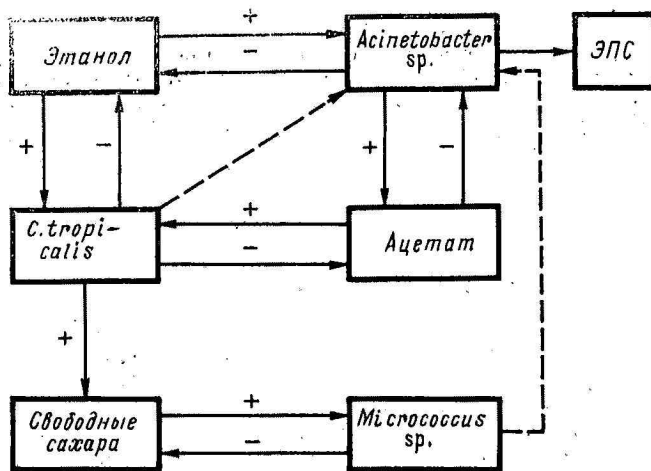 Этанол
+
−
Acinetobacter
sp.
ЭПС
+
−
+
−
C.tropi-
calis
+
−
Ацетат
+
Свободные
сахара
+
−
Micrococcus
sp.